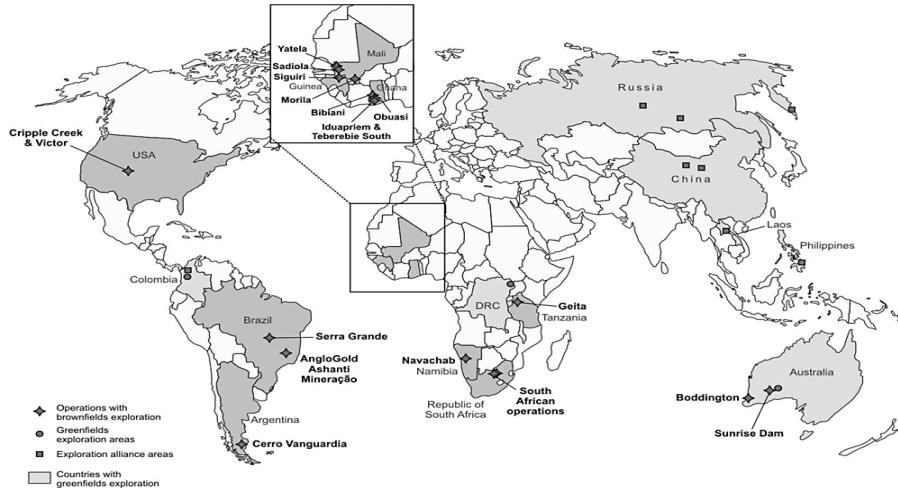 Yatela
Mali
Sadiola
Siguiri
Guinea
Ghana
Morila
Bibiani
Obuasi
Iduapriem &
Teberebie South
Russia
Cripple Creek
& Victor
USA
China
Laos
Philippines
Colombia
DRC
Geita
Tanzania
Brazil
Serra Grande
AngloGold
Ashanti
Mineração
Navachab
Namibia
South
African
operations
Republic of
South Africa
Australia
Boddington
Sunrise Dam
Argentina
Cerro Vanguardia
Operations with
brownfields exploration
Greenfields
exploration areas
Exploration alliance areas
Countries with
greenfields exploration